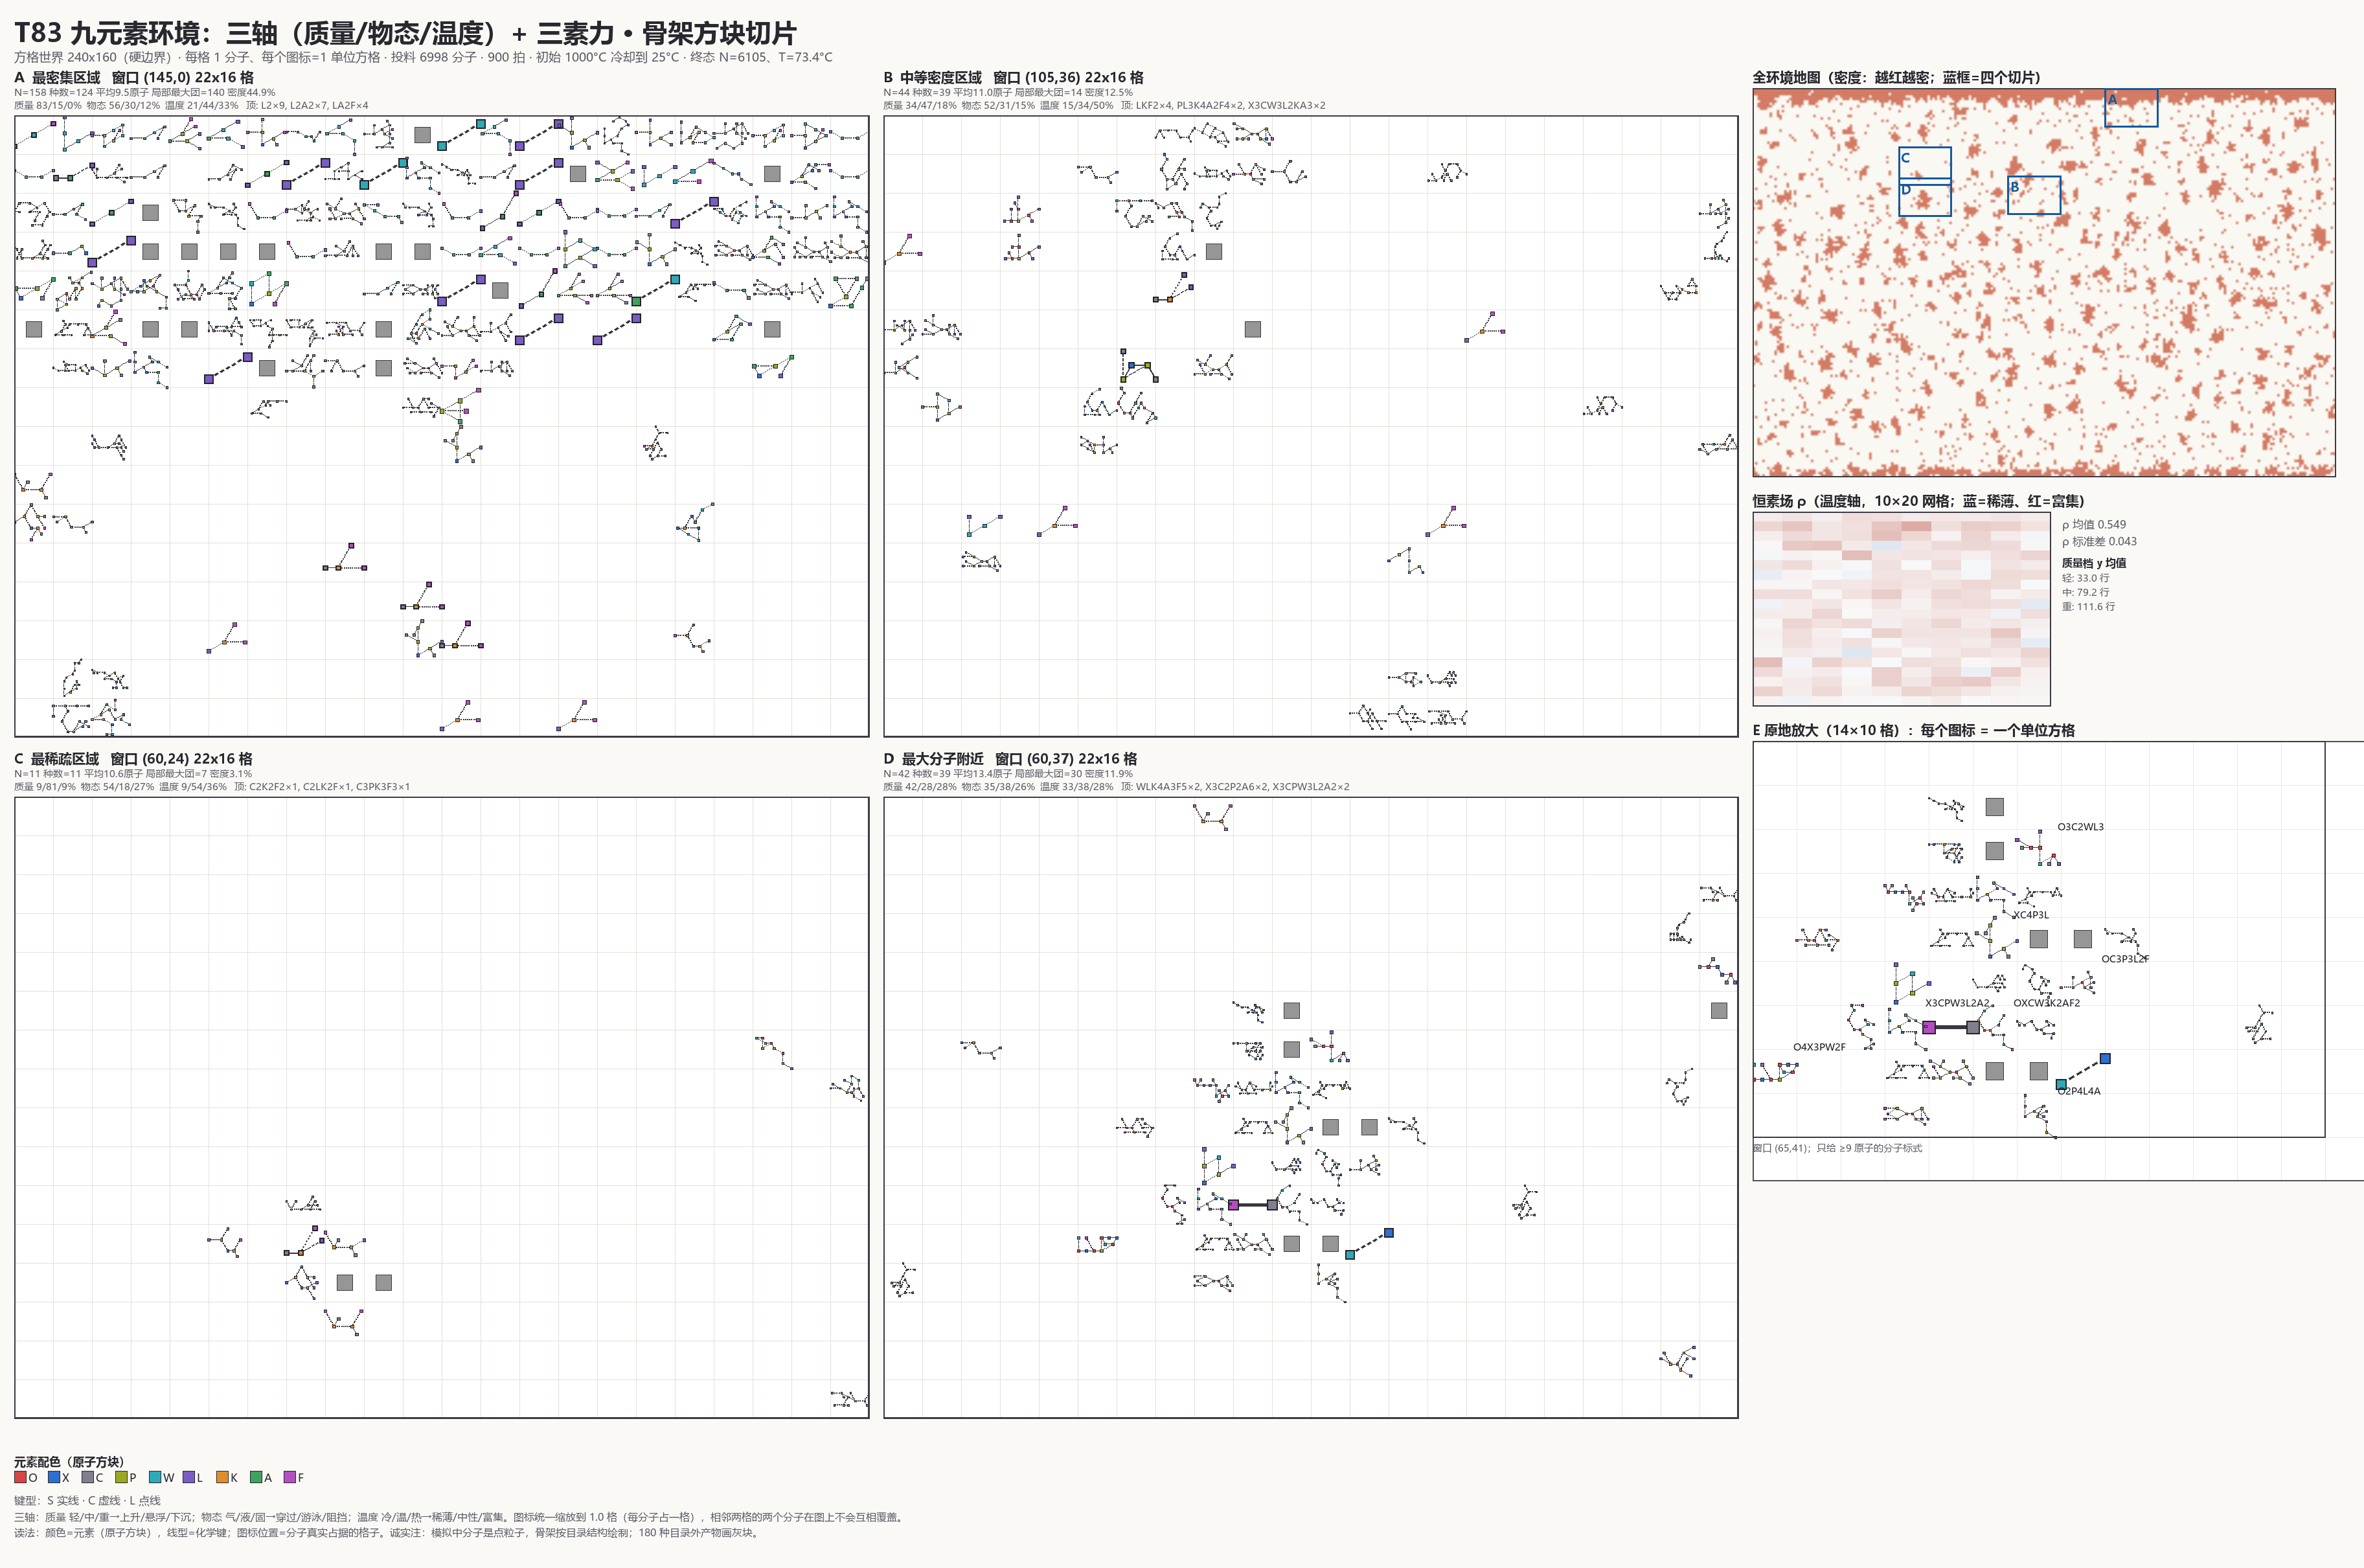 T83 九元素环境：三轴（质量/物态/温度）+ 三素力 • 骨架方块切片
方格世界 240x160（硬边界）· 每格 1 分子、每个图标=1 单位方格 · 投料 6998 分子 · 900 拍 · 初始 1000°C 冷却到 25°C · 终态 N=6105、T=73.4°C
A 最密集区域 窗口 (145,0) 22x16 格
N=158 种数=124 平均9.5原子 局部最大团=140 密度44.9%
质量 83/15/0% 物态 56/30/12% 温度 21/44/33% 顶: L2×9, L2A2×7, LA2F×4
B 中等密度区域 窗口 (105,36) 22x16 格
N=44 种数=39 平均11.0原子 局部最大团=14 密度12.5%
质量 34/47/18% 物态 52/31/15% 温度 15/34/50% 顶: LKF2×4, PL3K4A2F4×2, X3CW3L2KA3×2
全环境地图（密度：越红越密；蓝框=四个切片）
A
C
D
B
恒素场 ρ（温度轴，10×20 网格；蓝=稀薄、红=富集）
ρ 均值 0.549
ρ 标准差 0.043
质量档 y 均值
轻: 33.0 行
中: 79.2 行
重: 111.6 行
C 最稀疏区域 窗口 (60,24) 22x16 格
N=11 种数=11 平均10.6原子 局部最大团=7 密度3.1%
质量 9/81/9% 物态 54/18/27% 温度 9/54/36% 顶: C2K2F2×1, C2LK2F×1, C3PK3F3×1
D 最大分子附近 窗口 (60,37) 22x16 格
N=42 种数=39 平均13.4原子 局部最大团=30 密度11.9%
质量 42/28/28% 物态 35/38/26% 温度 33/38/28% 顶: WLK4A3F5×2, X3C2P2A6×2, X3CPW3L2A2×2
E 原地放大（14×10 格）：每个图标 = 一个单位方格
O3C2WL3
XC4P3L
OC3P3L2F
X3CPW3L2A2
OXCW3K2AF2
O4X3PW2F
O2P4L4A
窗口 (65,41)；只给 ≥9 原子的分子标式
元素配色（原子方块）
O X C P W L K A F
键型：S 实线 · C 虚线 · L 点线
三轴：质量 轻/中/重→上升/悬浮/下沉；物态 气/液/固→穿过/游泳/阻挡；温度 冷/温/热→稀薄/中性/富集。图标统一缩放到 1.0 格（每分子占一格），相邻两格的两个分子在图上不会互相覆盖。
读法：颜色=元素（原子方块），线型=化学键；图标位置=分子真实占据的格子。诚实注：模拟中分子是点粒子，骨架按目录结构绘制；180 种目录外产物画灰块。